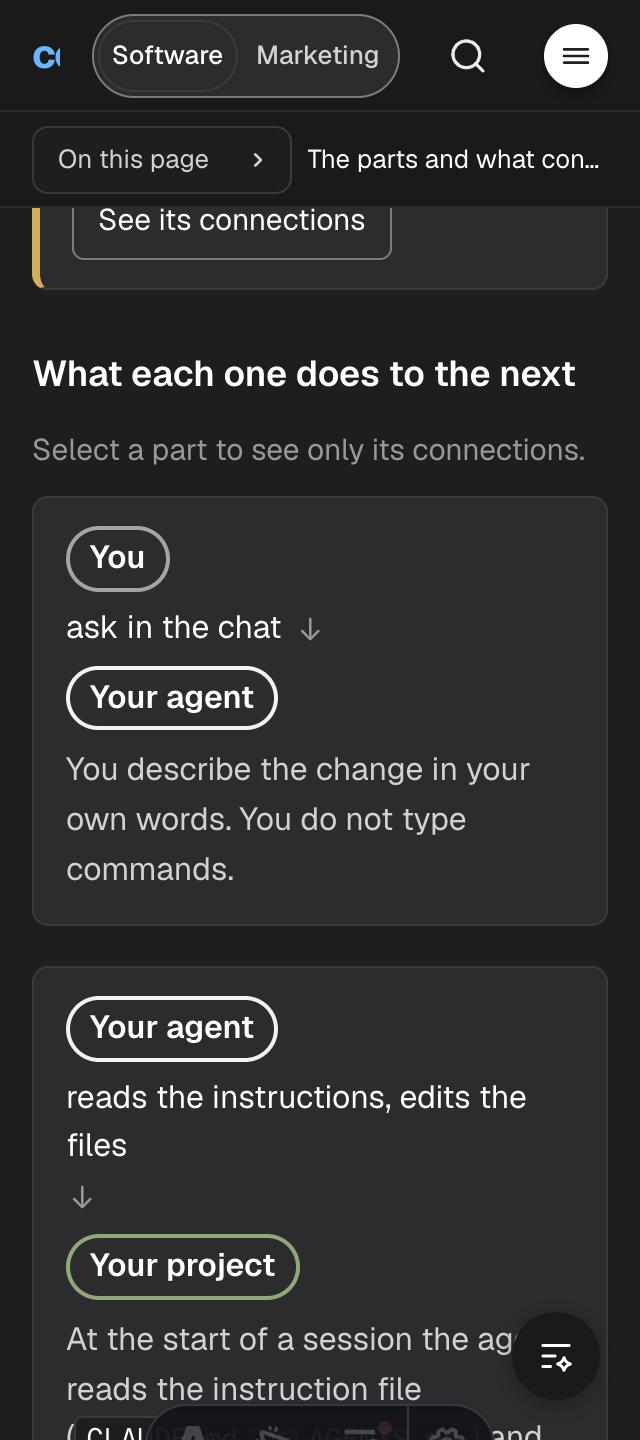 Software
Marketing
On this page
The parts and what con...
See its connections
What each one does to the next
Select a part to see only its connections.
You
ask in the chat ↓
Your agent
You describe the change in your
own words. You do not type
commands.
Your agent
reads the instructions, edits the
files
↓
Your project
At the start of a session the
reads the instruction file
and